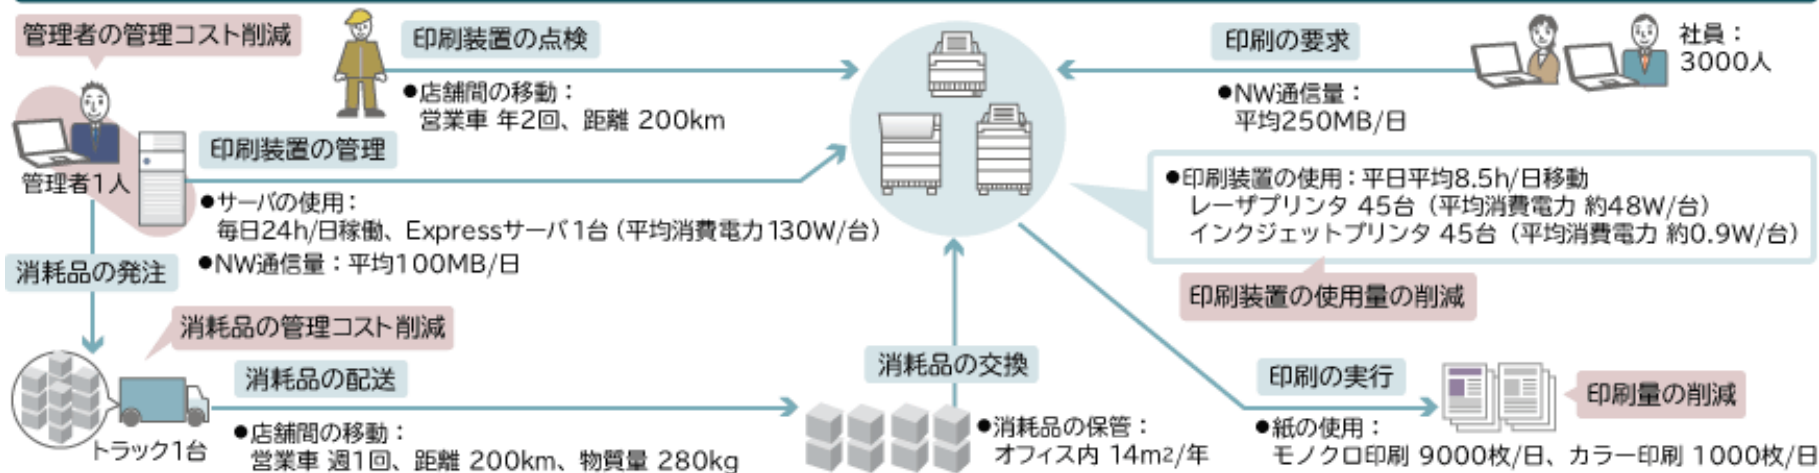 管理者の管理コスト削減
印刷装置の点検
●店舗間の移動：
営業車 年2回、距離 200km
印刷の要求
●NW通信量：
平均250MB/日
社員：
3000人
管理者1人
印刷装置の管理
●サーバの使用：
毎日24h/日稼働、Expressサーバ1台（平均消費電力130W/台）
●NW通信量：平均100MB/日
●印刷装置の使用：平日平均8.5h/日移動
レーザプリンタ 45台（平均消費電力 約48W/台）
インクジェットプリンタ 45台（平均消費電力 約0.9W/台）
印刷装置の使用量の削減
消耗品の発注
消耗品の管理コスト削減
トラック1台
消耗品の配送
●店舗間の移動：
営業車 週1回、距離 200km、物質量 280kg
消耗品の交換
●消耗品の保管：
オフィス内 14m2/年
印刷の実行
印刷量の削減
●紙の使用：
モノクロ印刷 9000枚/日、カラー印刷 1000枚/日